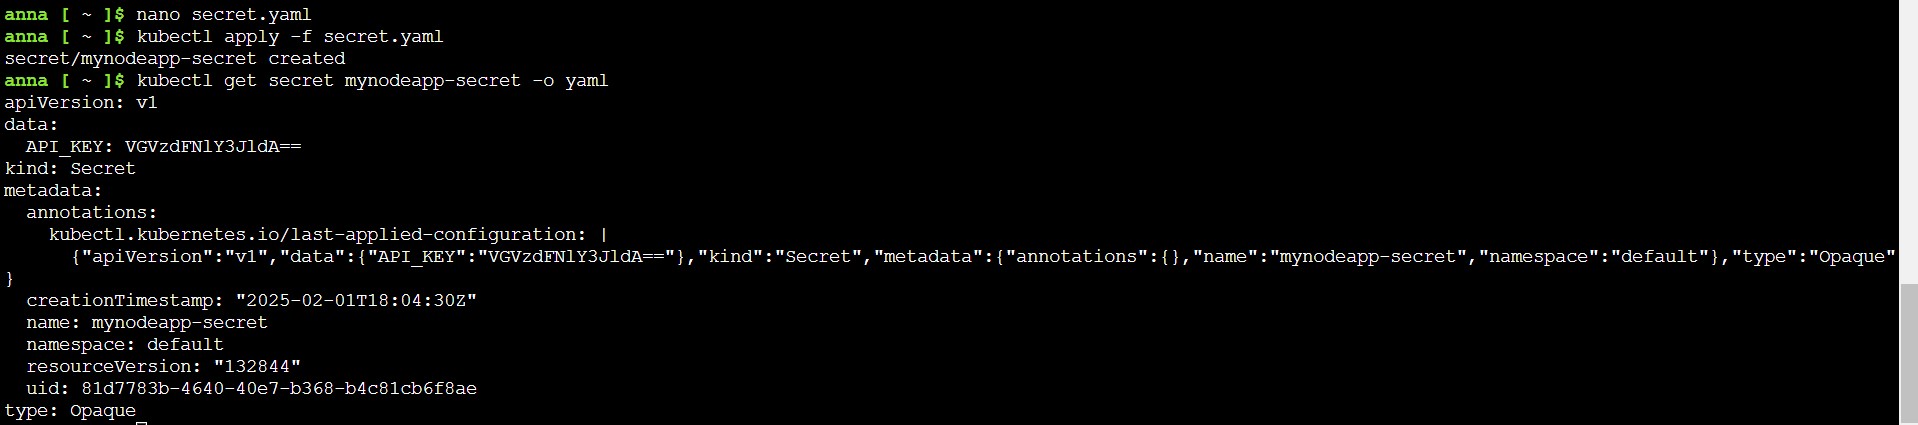 anna [ ~ ]$ nano secret.yaml
anna [ ~ ]$ kubectl apply -f secret.yaml
secret/mynodeapp-secret created
anna [ ~ ]$ kubectl get secret mynodeapp-secret -o yaml
apiVersion: v1
data:
  API_KEY: VGVzdFNlY3JldA==
kind: Secret
metadata:
  annotations:
    kubectl.kubernetes.io/last-applied-configuration: |
      {"apiVersion":"v1","data":{"API_KEY":"VGVzdFNlY3JldA=="},"kind":"Secret","metadata":{"annotations":{},"name":"mynodeapp-secret","namespace":"default"},"type":"Opaque"
}
  creationTimestamp: "2025-02-01T18:04:30Z"
  name: mynodeapp-secret
  namespace: default
  resourceVersion: "132844"
  uid: 81d7783b-4640-40e7-b368-b4c81cb6f8ae
type: Opaque